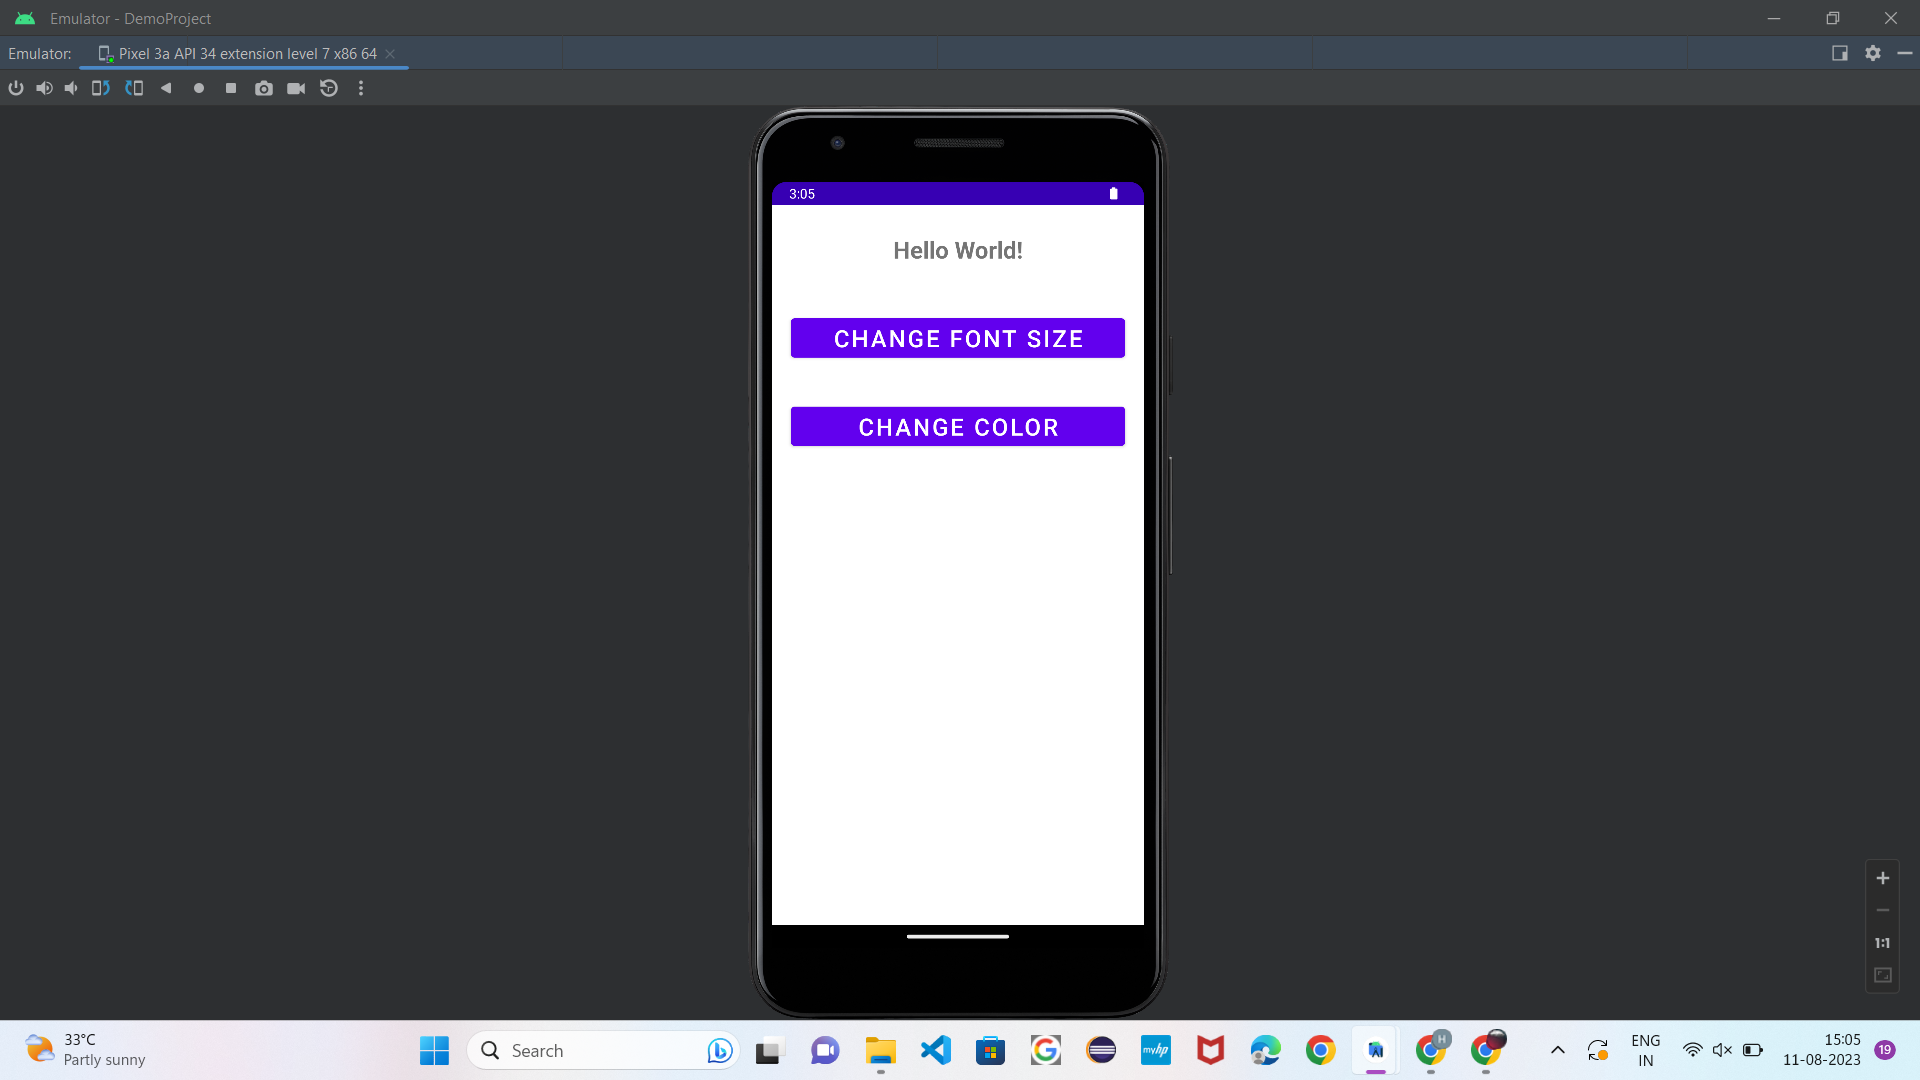 Emulator - DemoProject
Emulator: Pixel 3a API 34 extension level 7 x86 64
3:05
Hello World!
CHANGE FONT SIZE
CHANGE COLOR
1:1
33°C
Partly sunny
Search
myhp
H
ENG
IN
15:05
11-08-2023
19